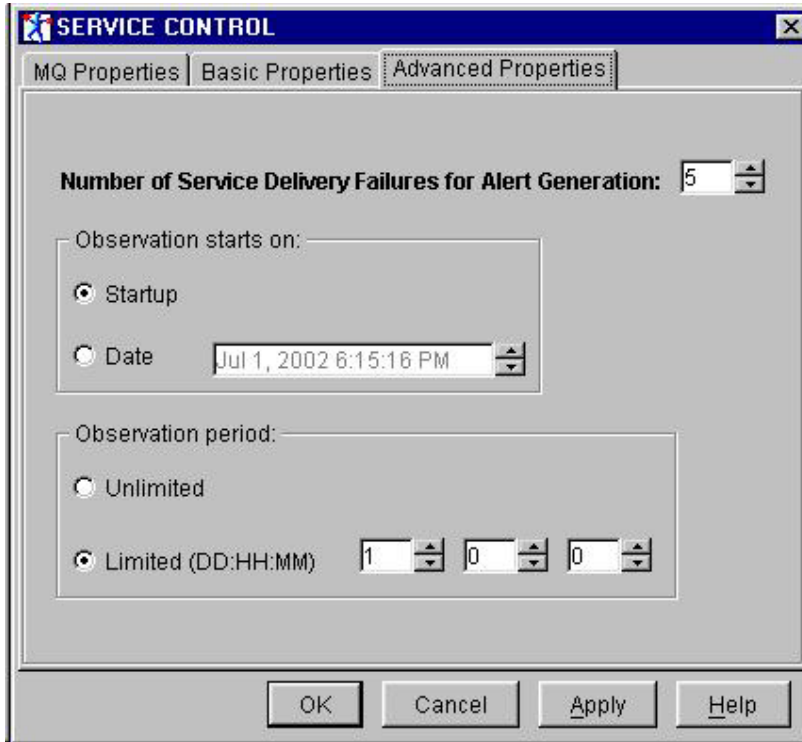 SERVICE CONTROL
MQ Properties Basic Properties Advanced Properties
Number of Service Delivery Failures for Alert Generation: 5
Observation starts on:
Startup
Date Jul 1, 2002 6:15:16 PM
Observation period:
Unlimited
Limited (DD:HH:MM) 1 0 0
OK Cancel Apply Help